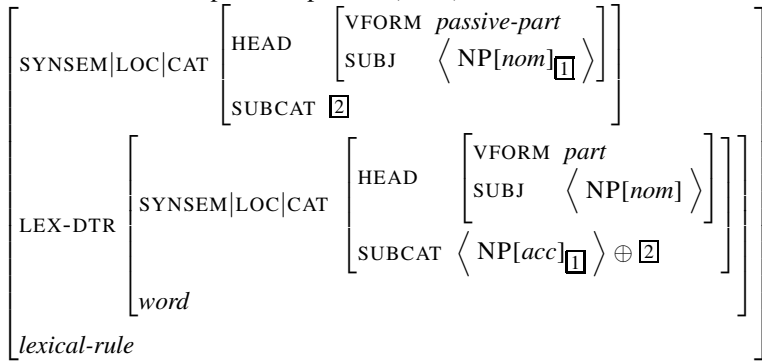 VFORM passive-part
HEAD SUBJ ⟨ NP[nom]1 ⟩
SYNSEM|LOC|CAT
SUBCAT 2
VFORM part
HEAD SUBJ ⟨ NP[nom] ⟩
SYNSEM|LOC|CAT
LEX-DTR
SUBCAT ⟨ NP[acc]1 ⟩ ⊕ 2
word
lexical-rule